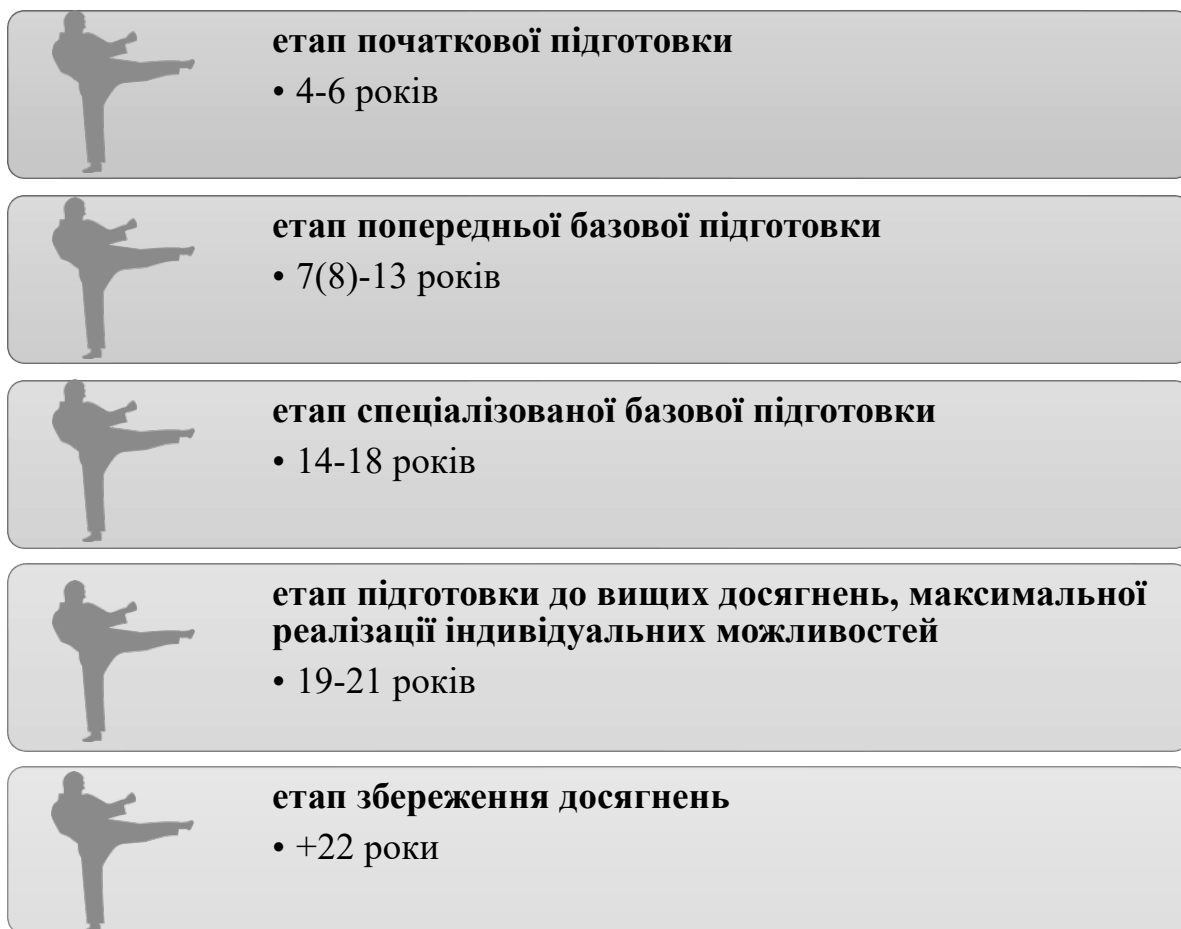 етап початкової підготовки
• 4-6 років
етап попередньої базової підготовки
• 7(8)-13 років
етап спеціалізованої базової підготовки
• 14-18 років
етап підготовки до вищих досягнень, максимальної
реалізації індивідуальних можливостей
• 19-21 років
етап збереження досягнень
• +22 роки